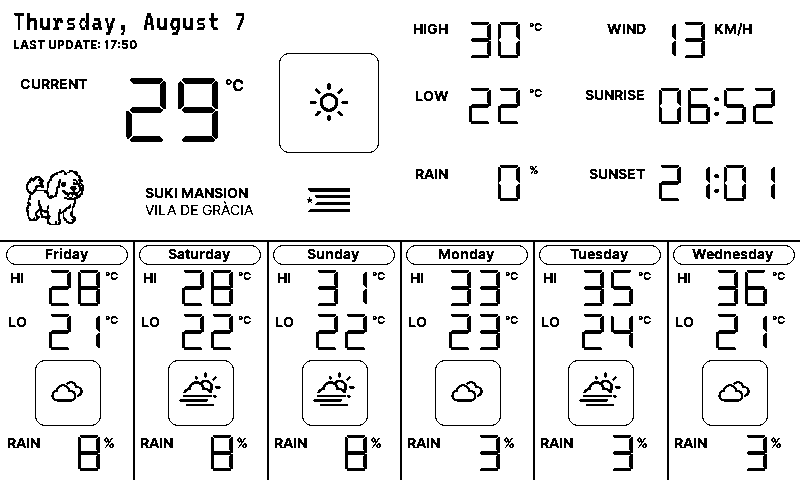 Thursday, August 7
LAST UPDATE: 17:50
CURRENT 29 °C
SUKI MANSION
VILA DE GRÀCIA
HIGH 30 °C
WIND 13 KM/H
LOW 22 °C
SUNRISE 06:52
RAIN 0 %
SUNSET 21:01
Friday
HI 28 °C
LO 21 °C
RAIN 8 %
Saturday
HI 28 °C
LO 22 °C
RAIN 8 %
Sunday
HI 31 °C
LO 22 °C
RAIN 8 %
Monday
HI 33 °C
LO 23 °C
RAIN 3 %
Tuesday
HI 35 °C
LO 24 °C
RAIN 3 %
Wednesday
HI 36 °C
LO 21 °C
RAIN 3 %